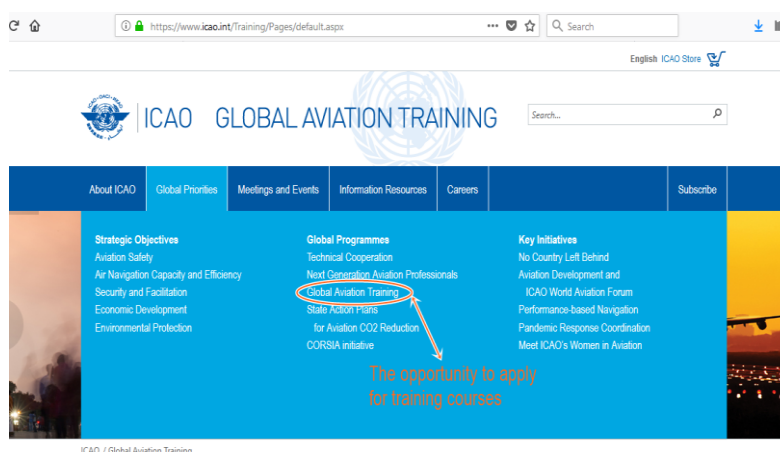 https://www.icao.int/Training/Pages/default.aspx
Search
English ICAO Store
ICAO GLOBAL AVIATION TRAINING
Search...
About ICAO Global Priorities Meetings and Events Information Resources Careers Subscribe
Strategic Objectives
Aviation Safety
Air Navigation Capacity and Efficiency
Security and Facilitation
Economic Development
Environmental Protection
Global Programmes
Technical Cooperation
Next Generation Aviation Professionals
Global Aviation Training
State Action Plans
for Aviation CO2 Reduction
CORSIA initiative
Key Initiatives
No Country Left Behind
Aviation Development and
ICAO World Aviation Forum
Performance-based Navigation
Pandemic Response Coordination
Meet ICAO's Women in Aviation
The opportunity to apply
for training courses
ICAO / Global Aviation Training